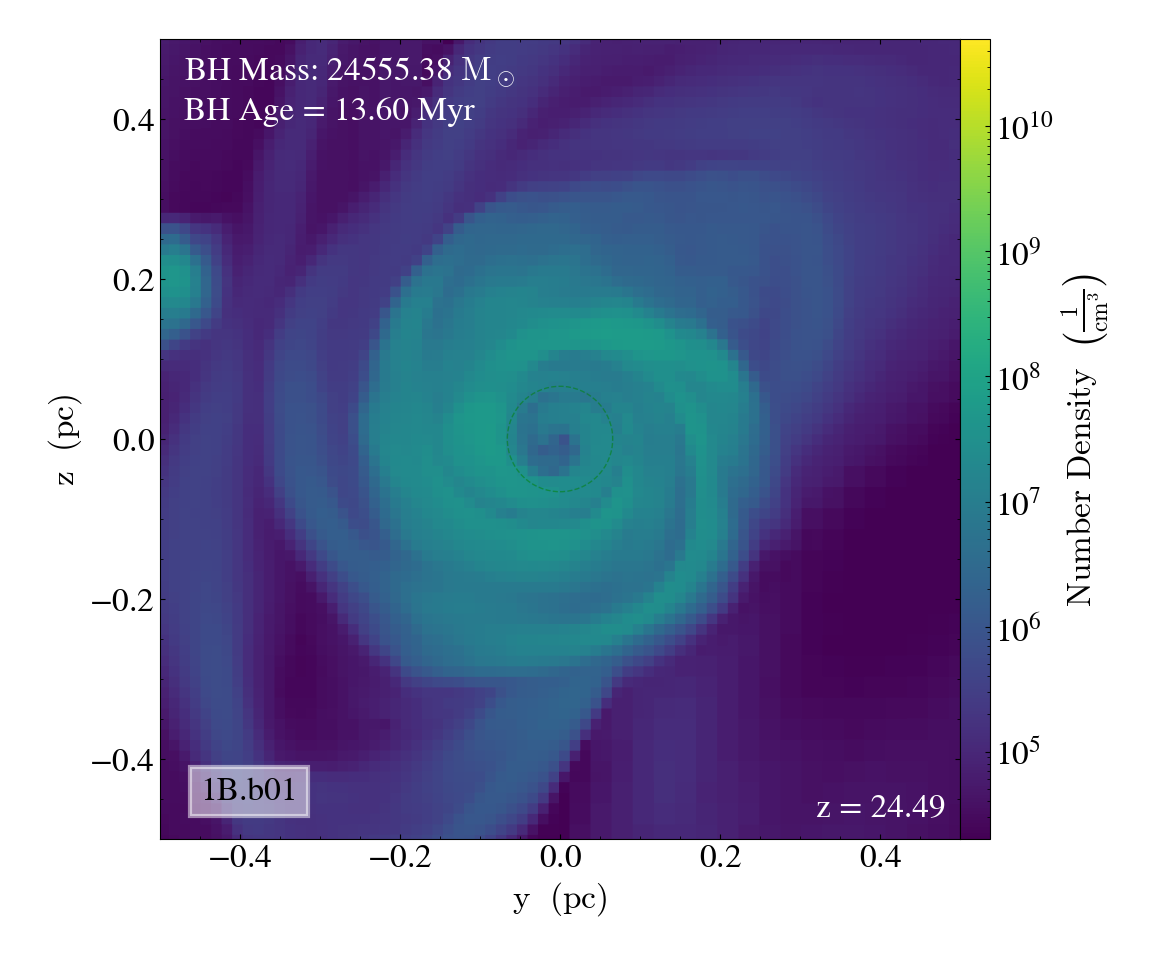 BH Mass: 24555.38 M⊙
BH Age = 13.60 Myr
0.4
0.2
0.0
−0.2
−0.4
z (pc)
1B.b01
z = 24.49
−0.4 −0.2 0.0 0.2 0.4
y (pc)
10¹⁰
10⁹
10⁸
10⁷
10⁶
10⁵
Number Density (1/cm³)